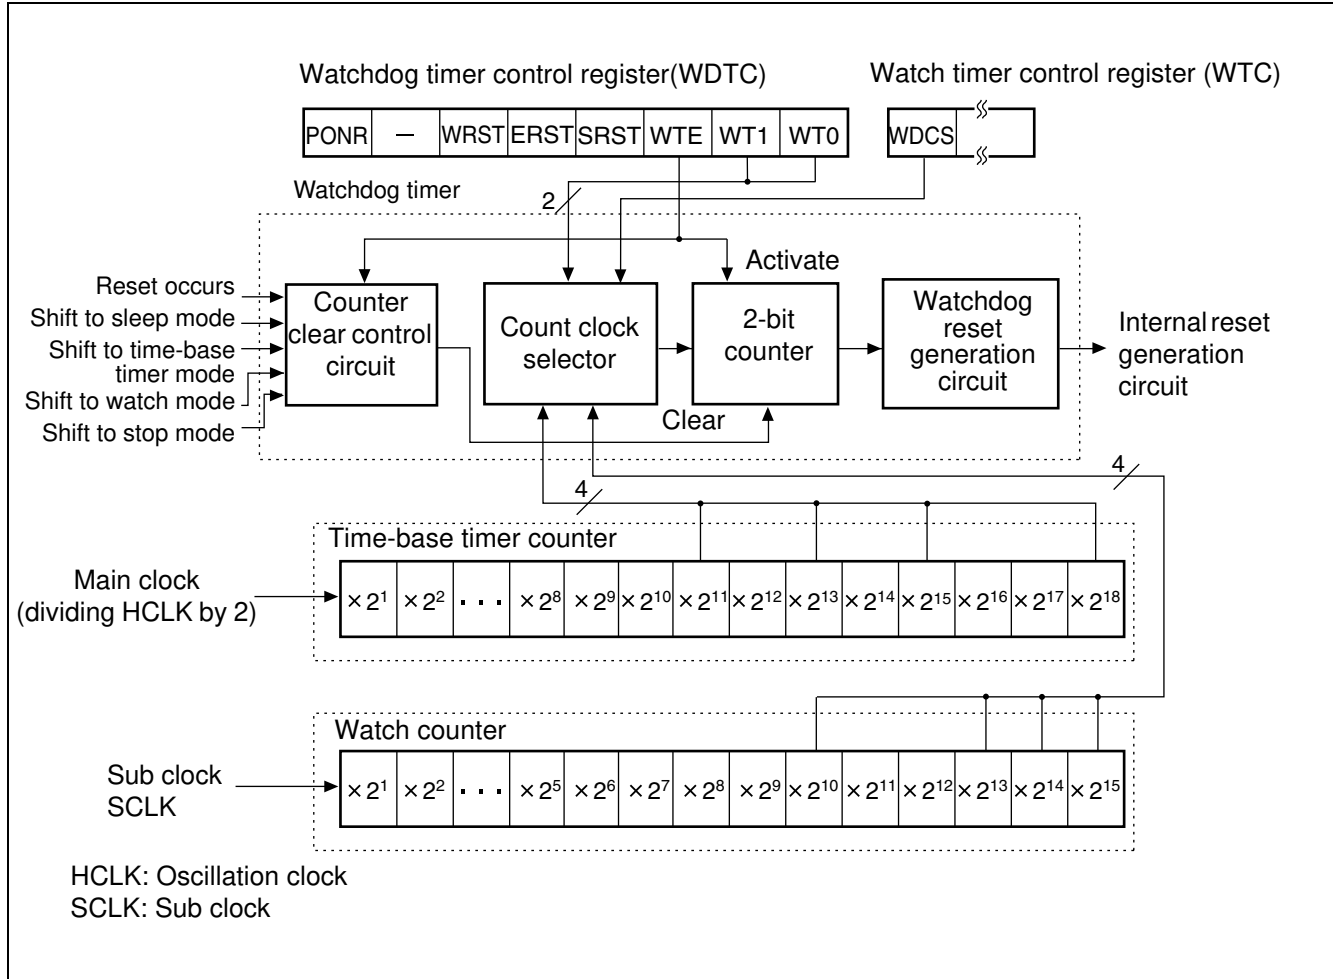 Watchdog timer control register(WDTC)
Watch timer control register (WTC)
PONR — WRST ERST SRST WTE WT1 WT0
WDCS
Watchdog timer
2
Activate
Reset occurs
Shift to sleep mode
Shift to time-base
timer mode
Shift to watch mode
Shift to stop mode
Counter
clear control
circuit
Count clock
selector
2-bit
counter
Watchdog
reset
generation
circuit
Internal reset
generation
circuit
Clear
4
4
Time-base timer counter
Main clock
(dividing HCLK by 2)
×2¹ ×2² · · · ×2⁸ ×2⁹ ×2¹⁰ ×2¹¹ ×2¹² ×2¹³ ×2¹⁴ ×2¹⁵ ×2¹⁶ ×2¹⁷ ×2¹⁸
Watch counter
Sub clock
SCLK
×2¹ ×2² · · · ×2⁵ ×2⁶ ×2⁷ ×2⁸ ×2⁹ ×2¹⁰ ×2¹¹ ×2¹² ×2¹³ ×2¹⁴ ×2¹⁵
HCLK: Oscillation clock
SCLK: Sub clock